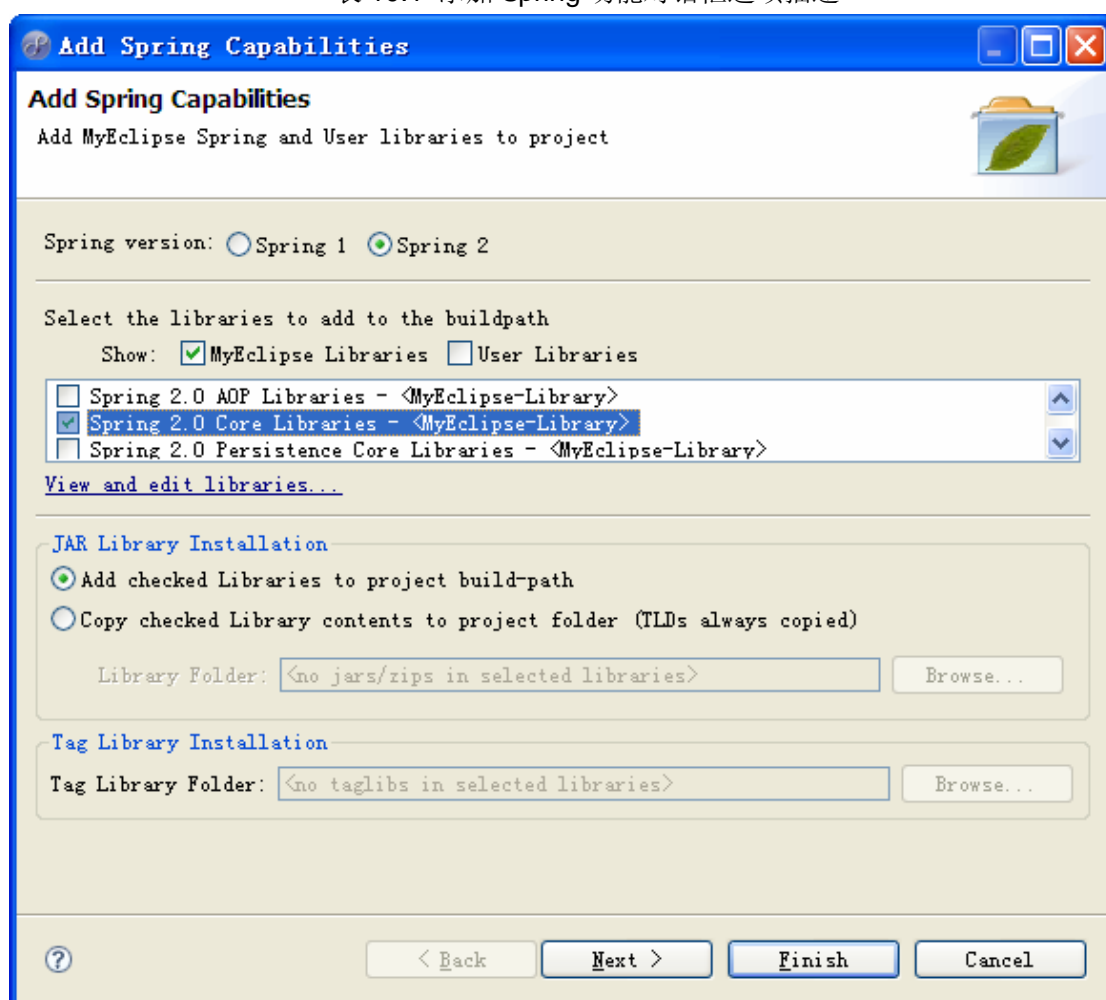 Add Spring Capabilities
Add Spring Capabilities
Add MyEclipse Spring and User libraries to project
Spring version: Spring 1 Spring 2
Select the libraries to add to the buildpath
Show: MyEclipse Libraries User Libraries
Spring 2.0 AOP Libraries - <MyEclipse-Library>
Spring 2.0 Core Libraries - <MyEclipse-Library>
Spring 2.0 Persistence Core Libraries - <MyEclipse-Library>
View and edit libraries...
JAR Library Installation
Add checked Libraries to project build-path
Copy checked Library contents to project folder (TLDs always copied)
Library Folder: <no jars/zips in selected libraries> Browse...
Tag Library Installation
Tag Library Folder: <no taglibs in selected libraries> Browse...
< Back Next > Finish Cancel